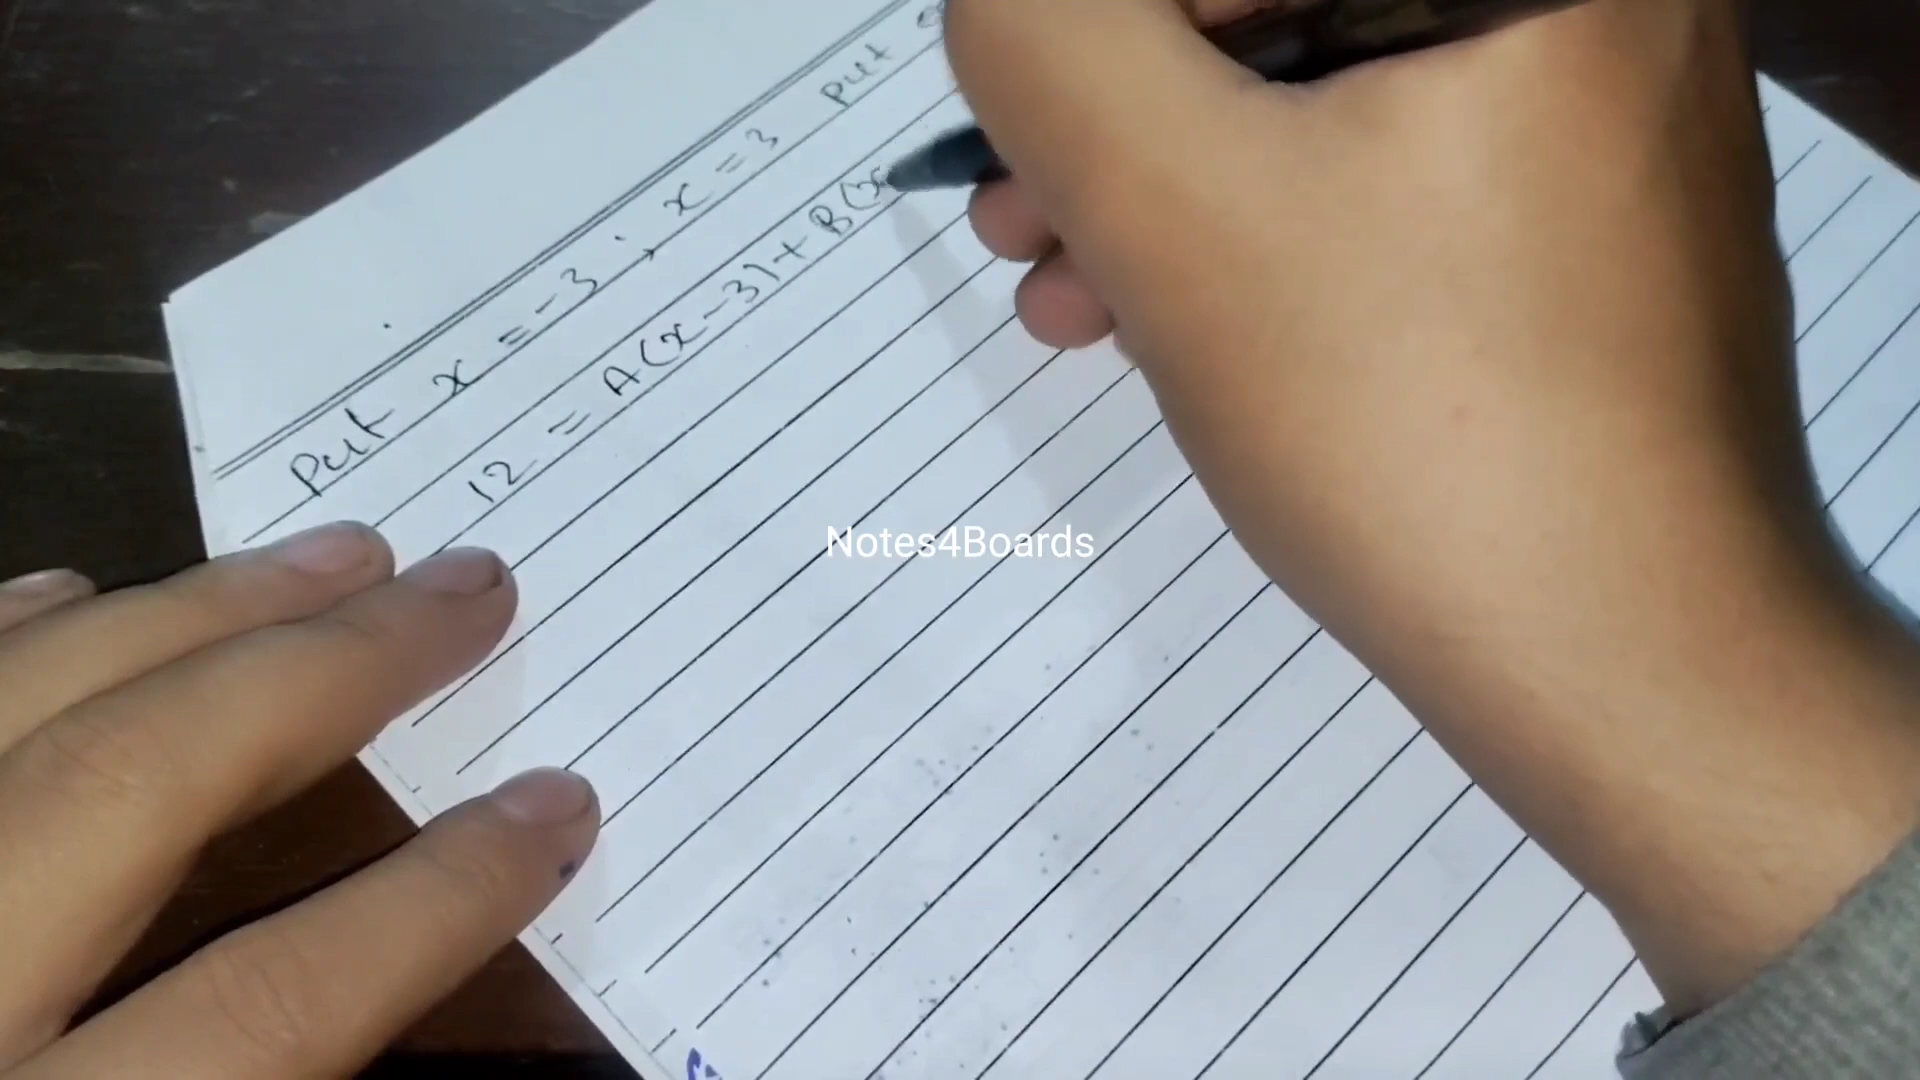 Put x = -3, x = 3 put
12 = A(x-3) + B(x
Notes4Boards